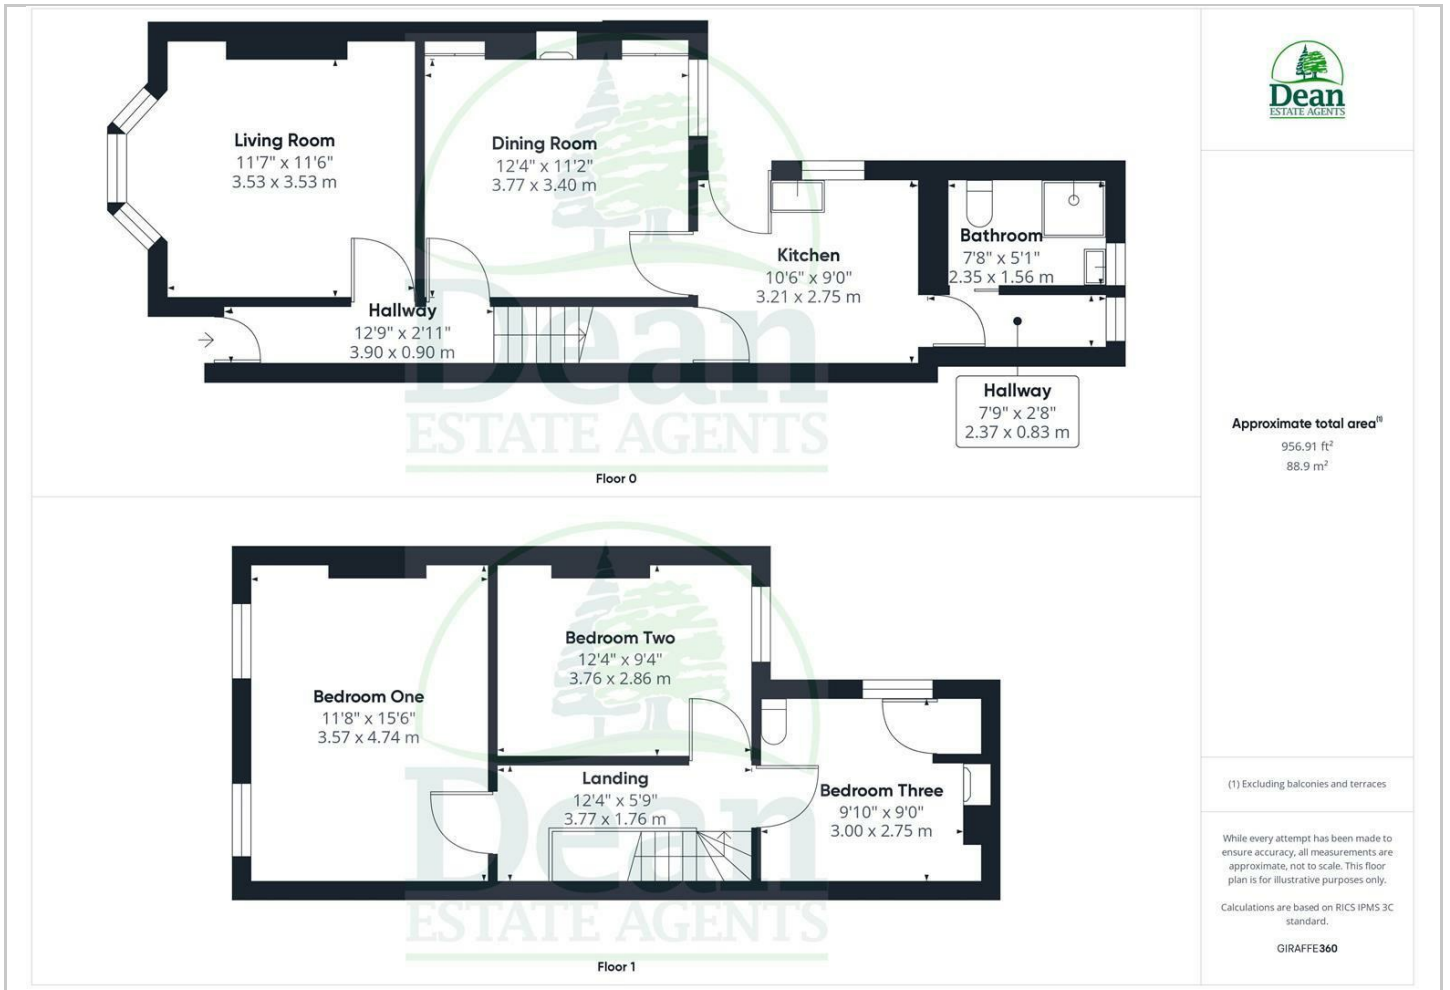 Living Room
11'7" x 11'6"
3.53 x 3.53 m
Dining Room
12'4" x 11'2"
3.77 x 3.40 m
Kitchen
10'6" x 9'0"
3.21 x 2.75 m
Bathroom
7'8" x 5'1"
2.35 x 1.56 m
Hallway
12'9" x 2'11"
3.90 x 0.90 m
Hallway
7'9" x 2'8"
2.37 x 0.83 m
Dean
ESTATE AGENTS
Floor 0
Bedroom One
11'8" x 15'6"
3.57 x 4.74 m
Bedroom Two
12'4" x 9'4"
3.76 x 2.86 m
Landing
12'4" x 5'9"
3.77 x 1.76 m
Bedroom Three
9'10" x 9'0"
3.00 x 2.75 m
Dean
ESTATE AGENTS
Floor 1
Dean
ESTATE AGENTS
Approximate total area⁽¹⁾
956.91 ft²
88.9 m²
(1) Excluding balconies and terraces
While every attempt has been made to
ensure accuracy, all measurements are
approximate, not to scale. This floor
plan is for illustrative purposes only.
Calculations are based on RICS IPMS 3C
standard.
GIRAFFE360